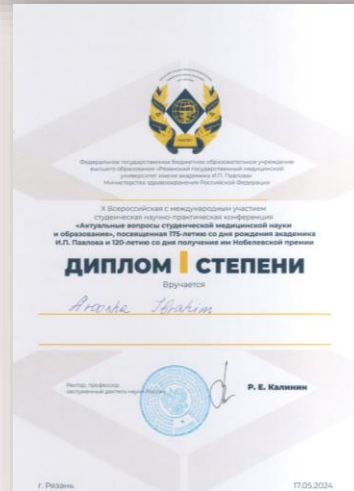 Федеральное государственное бюджетное образовательное учреждение
высшего образования «Рязанский государственный медицинский
университет имени академика И.П. Павлова»
Министерства здравоохранения Российской Федерации
X Всероссийская с международным участием
студенческая научно-практическая конференция
«Актуальные вопросы студенческой медицинской науки
и образования», посвященная 175-летию со дня рождения академика
И.П. Павлова и 120-летию со дня получения им Нобелевской премии
ДИПЛОМ I СТЕПЕНИ
Вручается
Ibrahim
Ректор, профессор,
заслуженный деятель науки России
Р. Е. Калинин
г. Рязань
17.05.2024